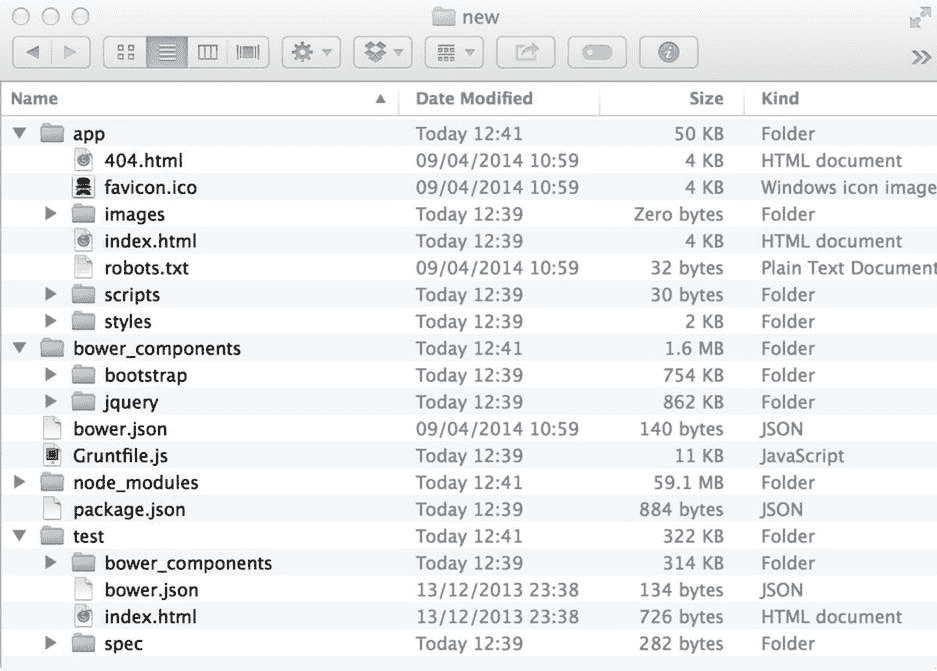 new
Name Date Modified Size Kind
app Today 12:41 50 KB Folder
404.html 09/04/2014 10:59 4 KB HTML document
favicon.ico 09/04/2014 10:59 4 KB Windows icon image
images Today 12:39 Zero bytes Folder
index.html Today 12:39 4 KB HTML document
robots.txt 09/04/2014 10:59 32 bytes Plain Text Document
scripts Today 12:39 30 bytes Folder
styles Today 12:39 2 KB Folder
bower_components Today 12:41 1.6 MB Folder
bootstrap Today 12:39 754 KB Folder
jquery Today 12:39 862 KB Folder
bower.json 09/04/2014 10:59 140 bytes JSON
Gruntfile.js Today 12:39 11 KB JavaScript
node_modules Today 12:41 59.1 MB Folder
package.json Today 12:39 884 bytes JSON
test Today 12:41 322 KB Folder
bower_components Today 12:39 314 KB Folder
bower.json 13/12/2013 23:38 134 bytes JSON
index.html 13/12/2013 23:38 726 bytes HTML document
spec Today 12:39 282 bytes Folder